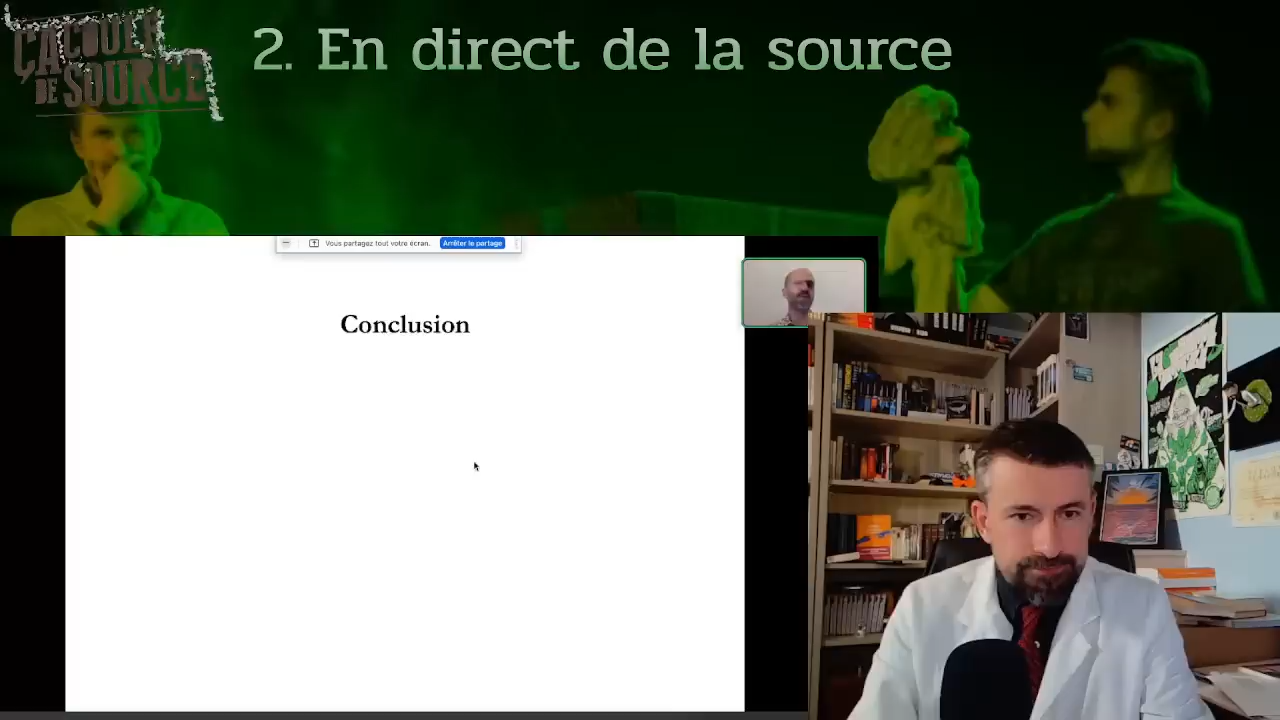 ÇA COULE
DE SOURCE
2. En direct de la source
Vous partagez tout votre écran.
Arrêter le partage
Conclusion